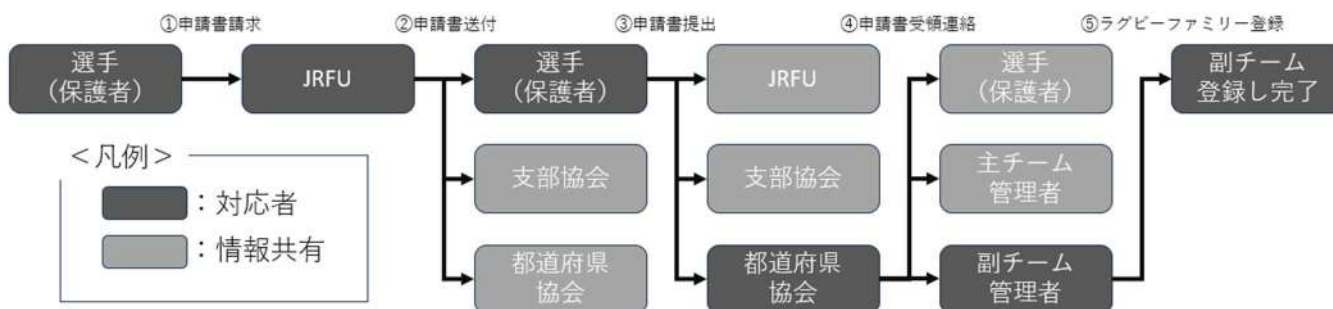 ①申請書請求
②申請書送付
③申請書提出
④申請書受領連絡
⑤ラグビーファミリー登録
選手
（保護者）
JRFU
選手
（保護者）
JRFU
選手
（保護者）
副チーム
登録し完了
＜凡例＞
：対応者
：情報共有
支部協会
支部協会
主チーム
管理者
都道府県
協会
都道府県
協会
副チーム
管理者